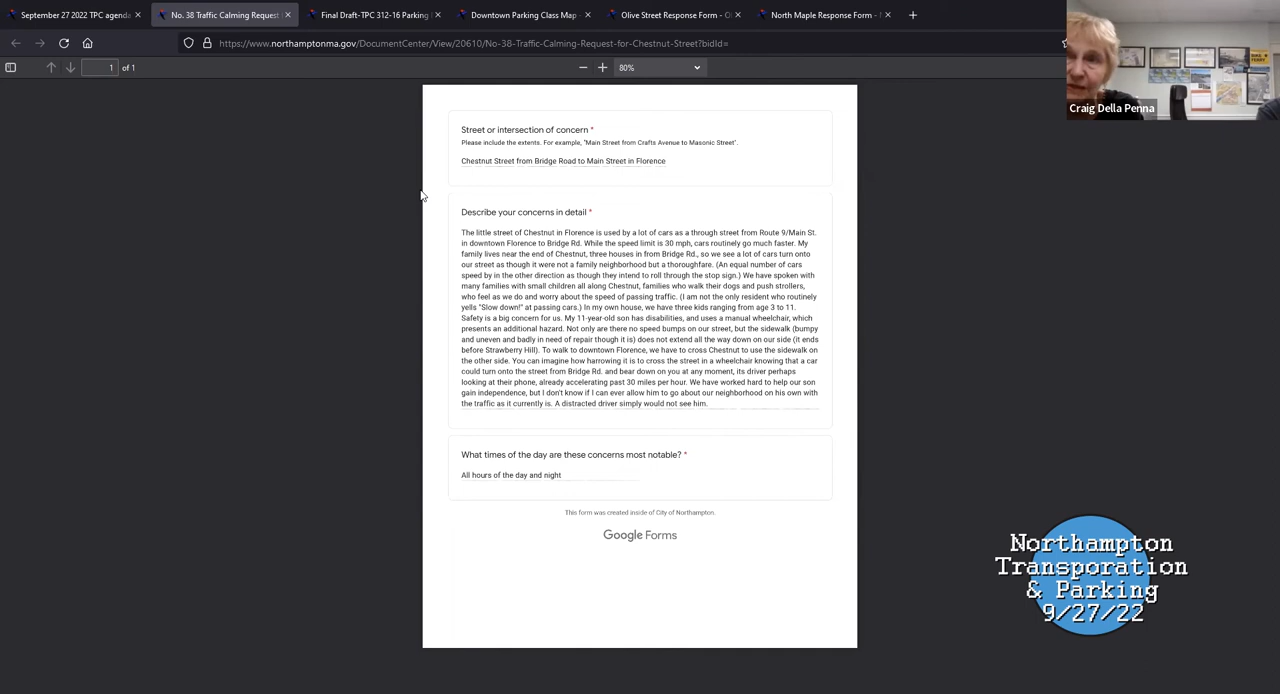 September 27 2022 TPC agenda
No. 38 Traffic Calming Request
Final Draft-TPC 312-16 Parking
Downtown Parking Class Map -
Olive Street Response Form - Ol
North Maple Response Form -
https://www.northamptonma.gov/DocumentCenter/View/20610/No-38-Traffic-Calming-Request-for-Chestnut-Street?bidId=
1 of 1
80%
Craig Della Penna
Street or intersection of concern *
Please include the extents. For example, "Main Street from Crafts Avenue to Masonic Street".
Chestnut Street from Bridge Road to Main Street in Florence
Describe your concerns in detail *
The little street of Chestnut in Florence is used by a lot of cars as a through street from Route 9/Main St.
in downtown Florence to Bridge Rd. While the speed limit is 30 mph, cars routinely go much faster. My
family lives near the end of Chestnut, three houses in from Bridge Rd., so we see a lot of cars turn onto
our street as though it were not a family neighborhood but a thoroughfare. (An equal number of cars
speed by in the other direction as though they intend to roll through the stop sign.) We have spoken with
many families with small children all along Chestnut, families who walk their dogs and push strollers,
who feel as we do and worry about the speed of passing traffic. (I am not the only resident who routinely
yells "Slow down!" at passing cars.) In my own house, we have three kids ranging from age 3 to 11.
Safety is a big concern for us. My 11-year-old son has disabilities, and uses a manual wheelchair, which
presents an additional hazard. Not only are there no speed bumps on our street, but the sidewalk (bumpy
and uneven and badly in need of repair though it is) does not extend all the way down on our side (it ends
before Strawberry Hill). To walk to downtown Florence, we have to cross Chestnut to use the sidewalk on
the other side. You can imagine how harrowing it is to cross the street in a wheelchair knowing that a car
could turn onto the street from Bridge Rd. and bear down on you at any moment, its driver perhaps
looking at their phone, already accelerating past 30 miles per hour. We have worked hard to help our son
gain independence, but I don't know if I can ever allow him to go about our neighborhood on his own with
the traffic as it currently is. A distracted driver simply would not see him.
What times of the day are these concerns most notable? *
All hours of the day and night
This form was created inside of City of Northampton.
Google Forms
Northampton
Transporation
& Parking
9/27/22